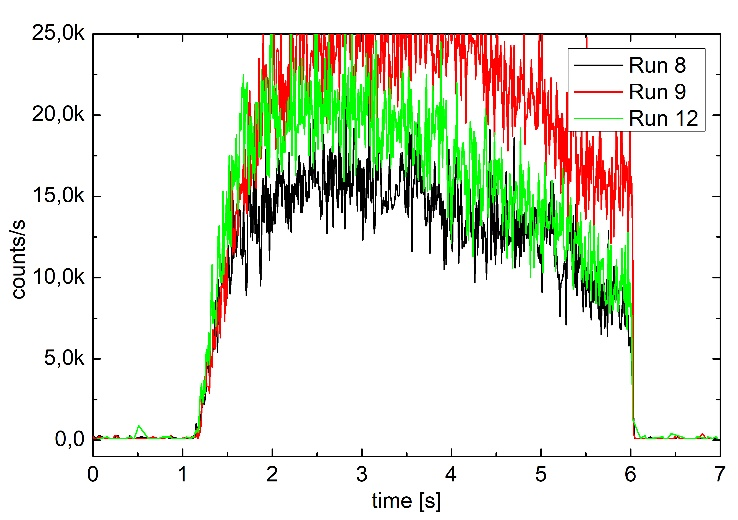 25,0k
20,0k
15,0k
10,0k
5,0k
0,0
counts/s
0 1 2 3 4 5 6 7
time [s]
Run 8
Run 9
Run 12